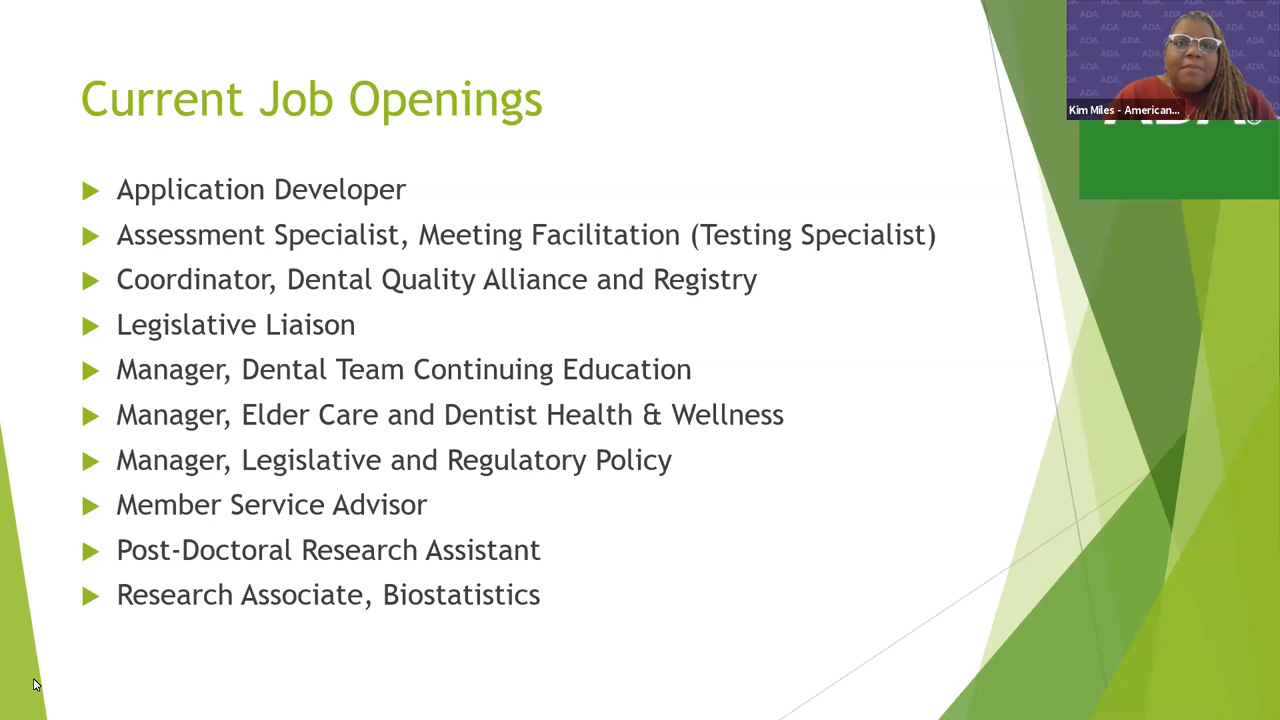 Current Job Openings
Application Developer
Assessment Specialist, Meeting Facilitation (Testing Specialist)
Coordinator, Dental Quality Alliance and Registry
Legislative Liaison
Manager, Dental Team Continuing Education
Manager, Elder Care and Dentist Health & Wellness
Manager, Legislative and Regulatory Policy
Member Service Advisor
Post-Doctoral Research Assistant
Research Associate, Biostatistics
Kim Miles - American...